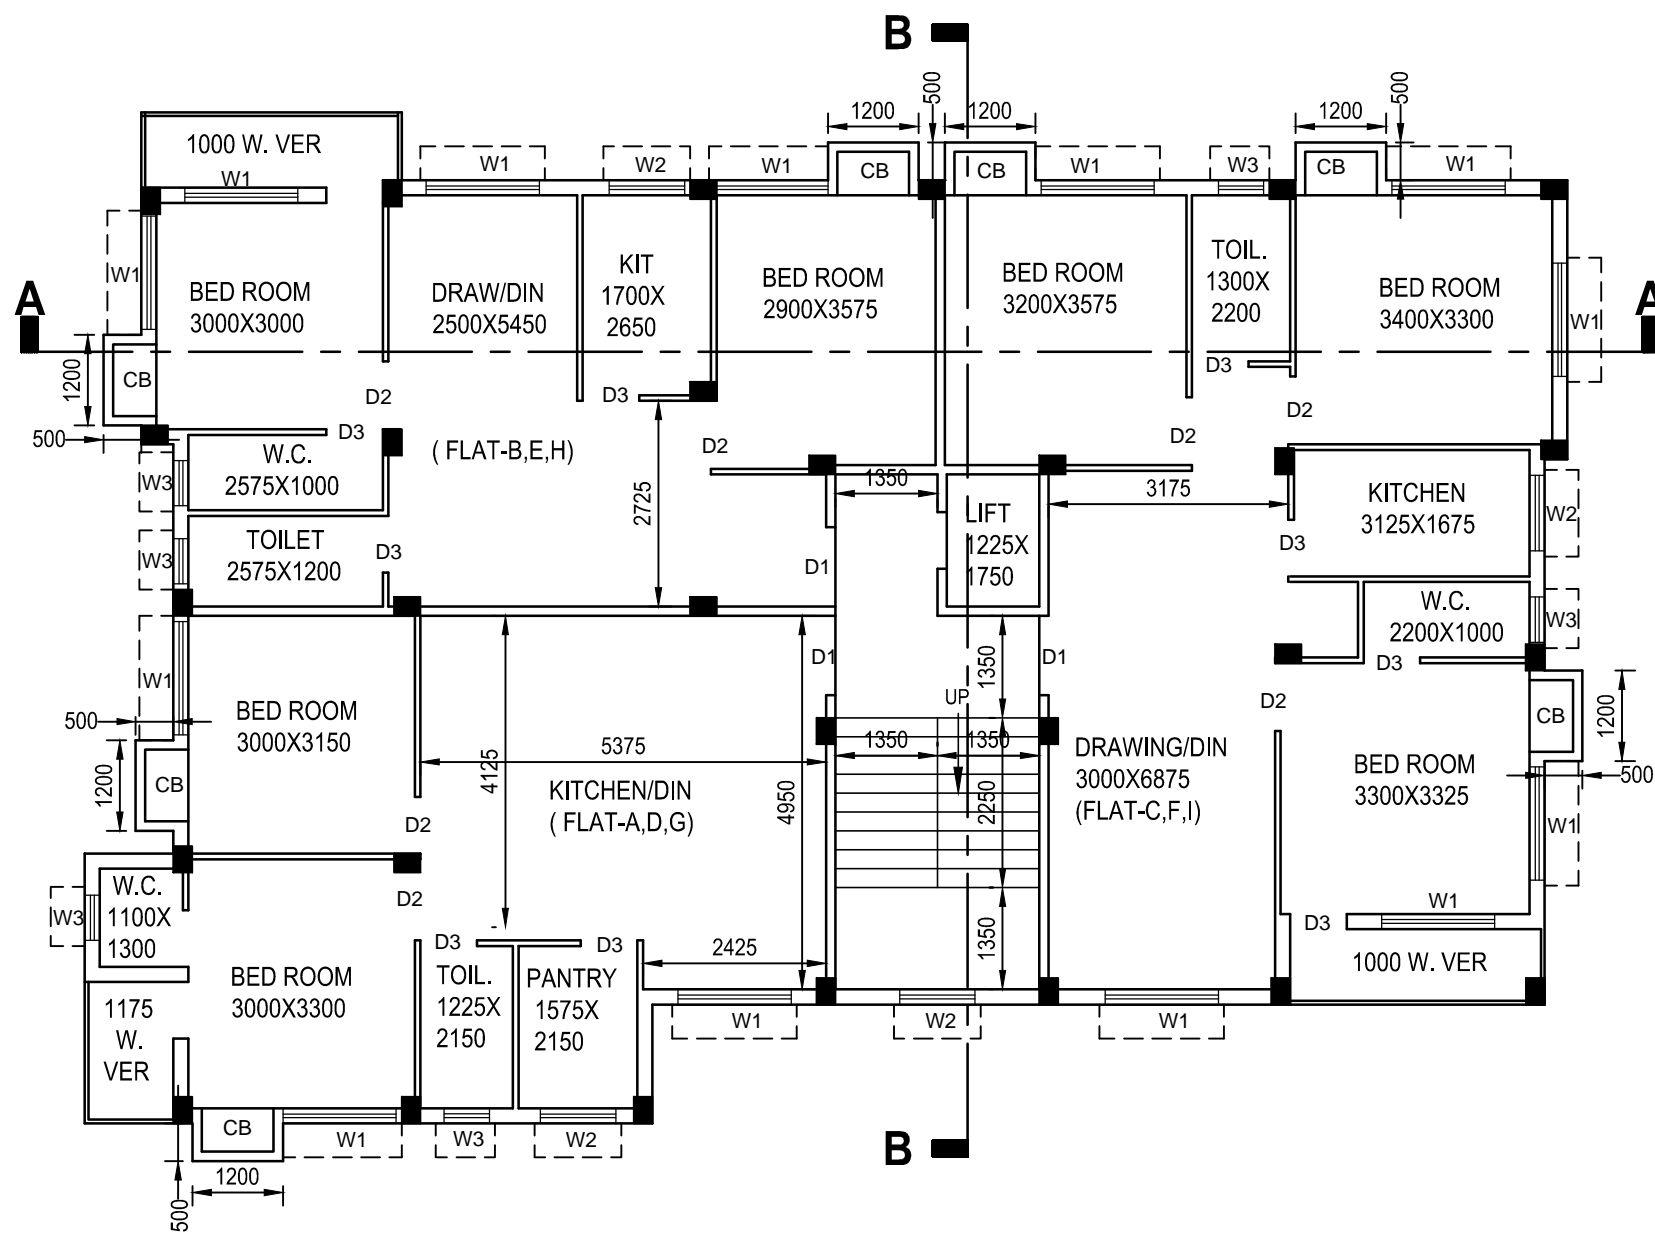 B
1200
500
1200
1200
500
1000 W. VER
W1
W1
W2
W1
CB
CB
W1
W3
CB
W1
W1
BED ROOM
3000X3000
DRAW/DIN
2500X5450
KIT
1700X
2650
BED ROOM
2900X3575
BED ROOM
3200X3575
TOIL.
1300X
2200
BED ROOM
3400X3300
W1
A
A
1200
CB
500
D2
D3
D3
D3
D2
D2
D2
( FLAT-B,E,H)
W.C.
2575X1000
W3
TOILET
2575X1200
W3
D3
2725
1350
D1
LIFT
1225X
1750
3175
D3
KITCHEN
3125X1675
W2
W.C.
2200X1000
W3
D3
W1
BED ROOM
3000X3150
500
1200
CB
4125
5375
KITCHEN/DIN
( FLAT-A,D,G)
4950
D1
D1
1350
UP
1350
1350
2250
1350
D2
DRAWING/DIN
3000X6875
(FLAT-C,F,I)
D2
BED ROOM
3300X3325
CB
1200
500
W1
W1
D3
1000 W. VER
W3
W.C.
1100X
1300
D2
BED ROOM
3000X3300
1175
W.
VER
D3
TOIL.
1225X
2150
D3
PANTRY
1575X
2150
2425
W1
W2
W1
CB
W1
W3
W2
1200
500
B